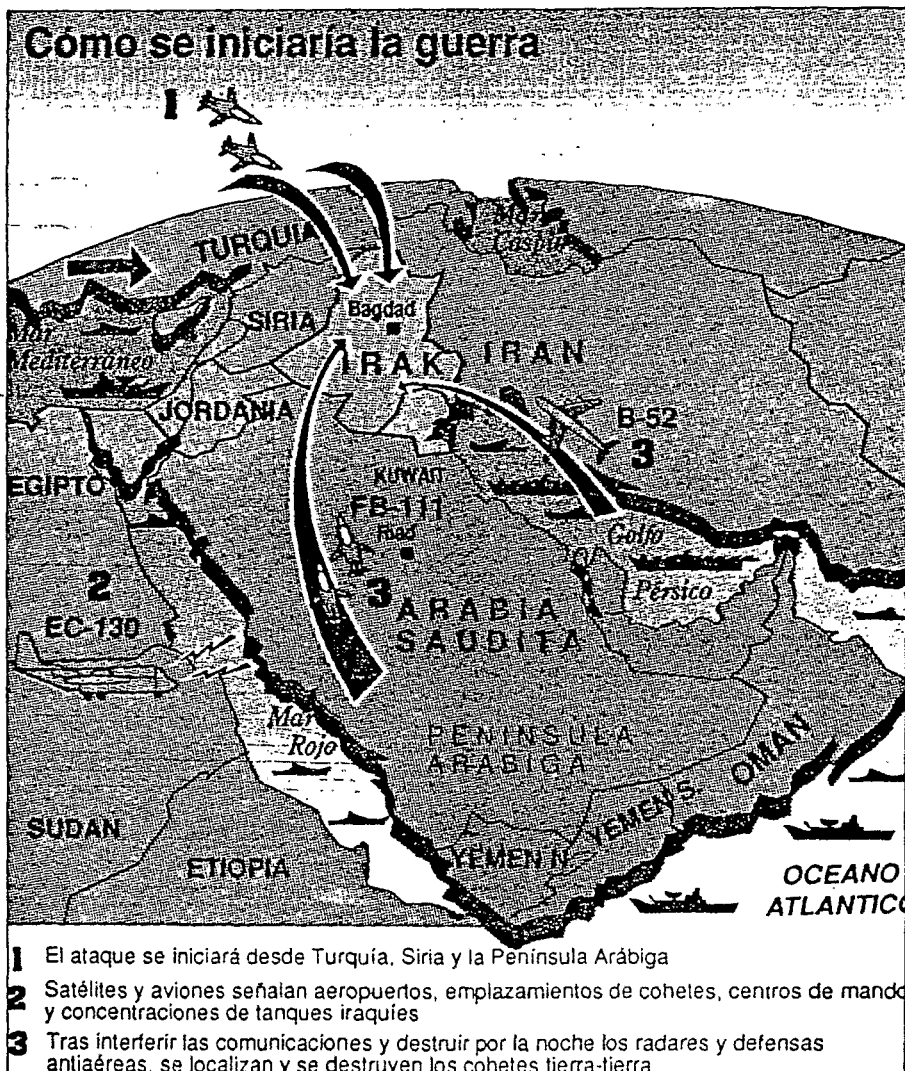 Cómo se iniciaría la guerra
1
TURQUIA
Mar
Caspio
Bagdad
SIRIA
Mar
Mediterráneo
IRAK
IRAN
JORDANIA
B-52
3
EGIPTO
KUWAIT
FB-111
Riad
Golfo
Pérsico
2
3
ARABIA
SAUDITA
EC-130
Mar
Rojo
PENINSULA
ARABIGA
OMAN
YEMEN S.
SUDAN
ETIOPIA
YEMEN N.
OCEANO
ATLANTICO
1 El ataque se iniciará desde Turquía, Siria y la Península Arábiga
2 Satélites y aviones señalan aeropuertos, emplazamientos de cohetes, centros de mando
y concentraciones de tanques iraquíes
3 Tras interferir las comunicaciones y destruir por la noche los radares y defensas
antiaéreas, se localizan y se destruyen los cohetes tierra-tierra